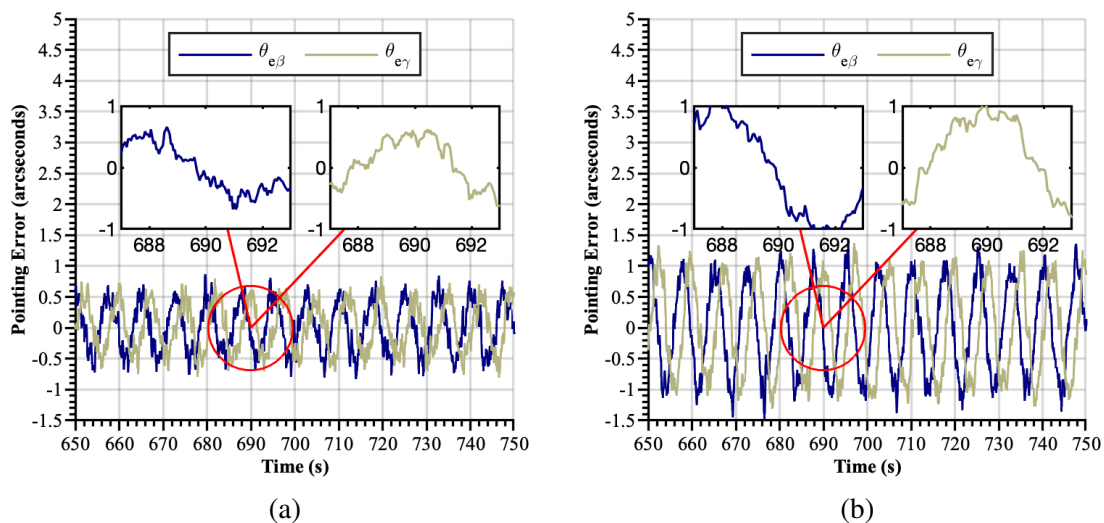 θeβ θeγ
5
4.5
4
3.5
3
2.5
2
1.5
1
0.5
0
-0.5
-1
-1.5
Pointing Error (arcseconds)
1
0
-1
688 690 692
1
0
-1
688 690 692
650 660 670 680 690 700 710 720 730 740 750
Time (s)
(a)
θeβ θeγ
5
4.5
4
3.5
3
2.5
2
1.5
1
0.5
0
-0.5
-1
-1.5
Pointing Error (arcseconds)
1
0
-1
688 690 692
1
0
-1
688 690 692
650 660 670 680 690 700 710 720 730 740 750
Time (s)
(b)